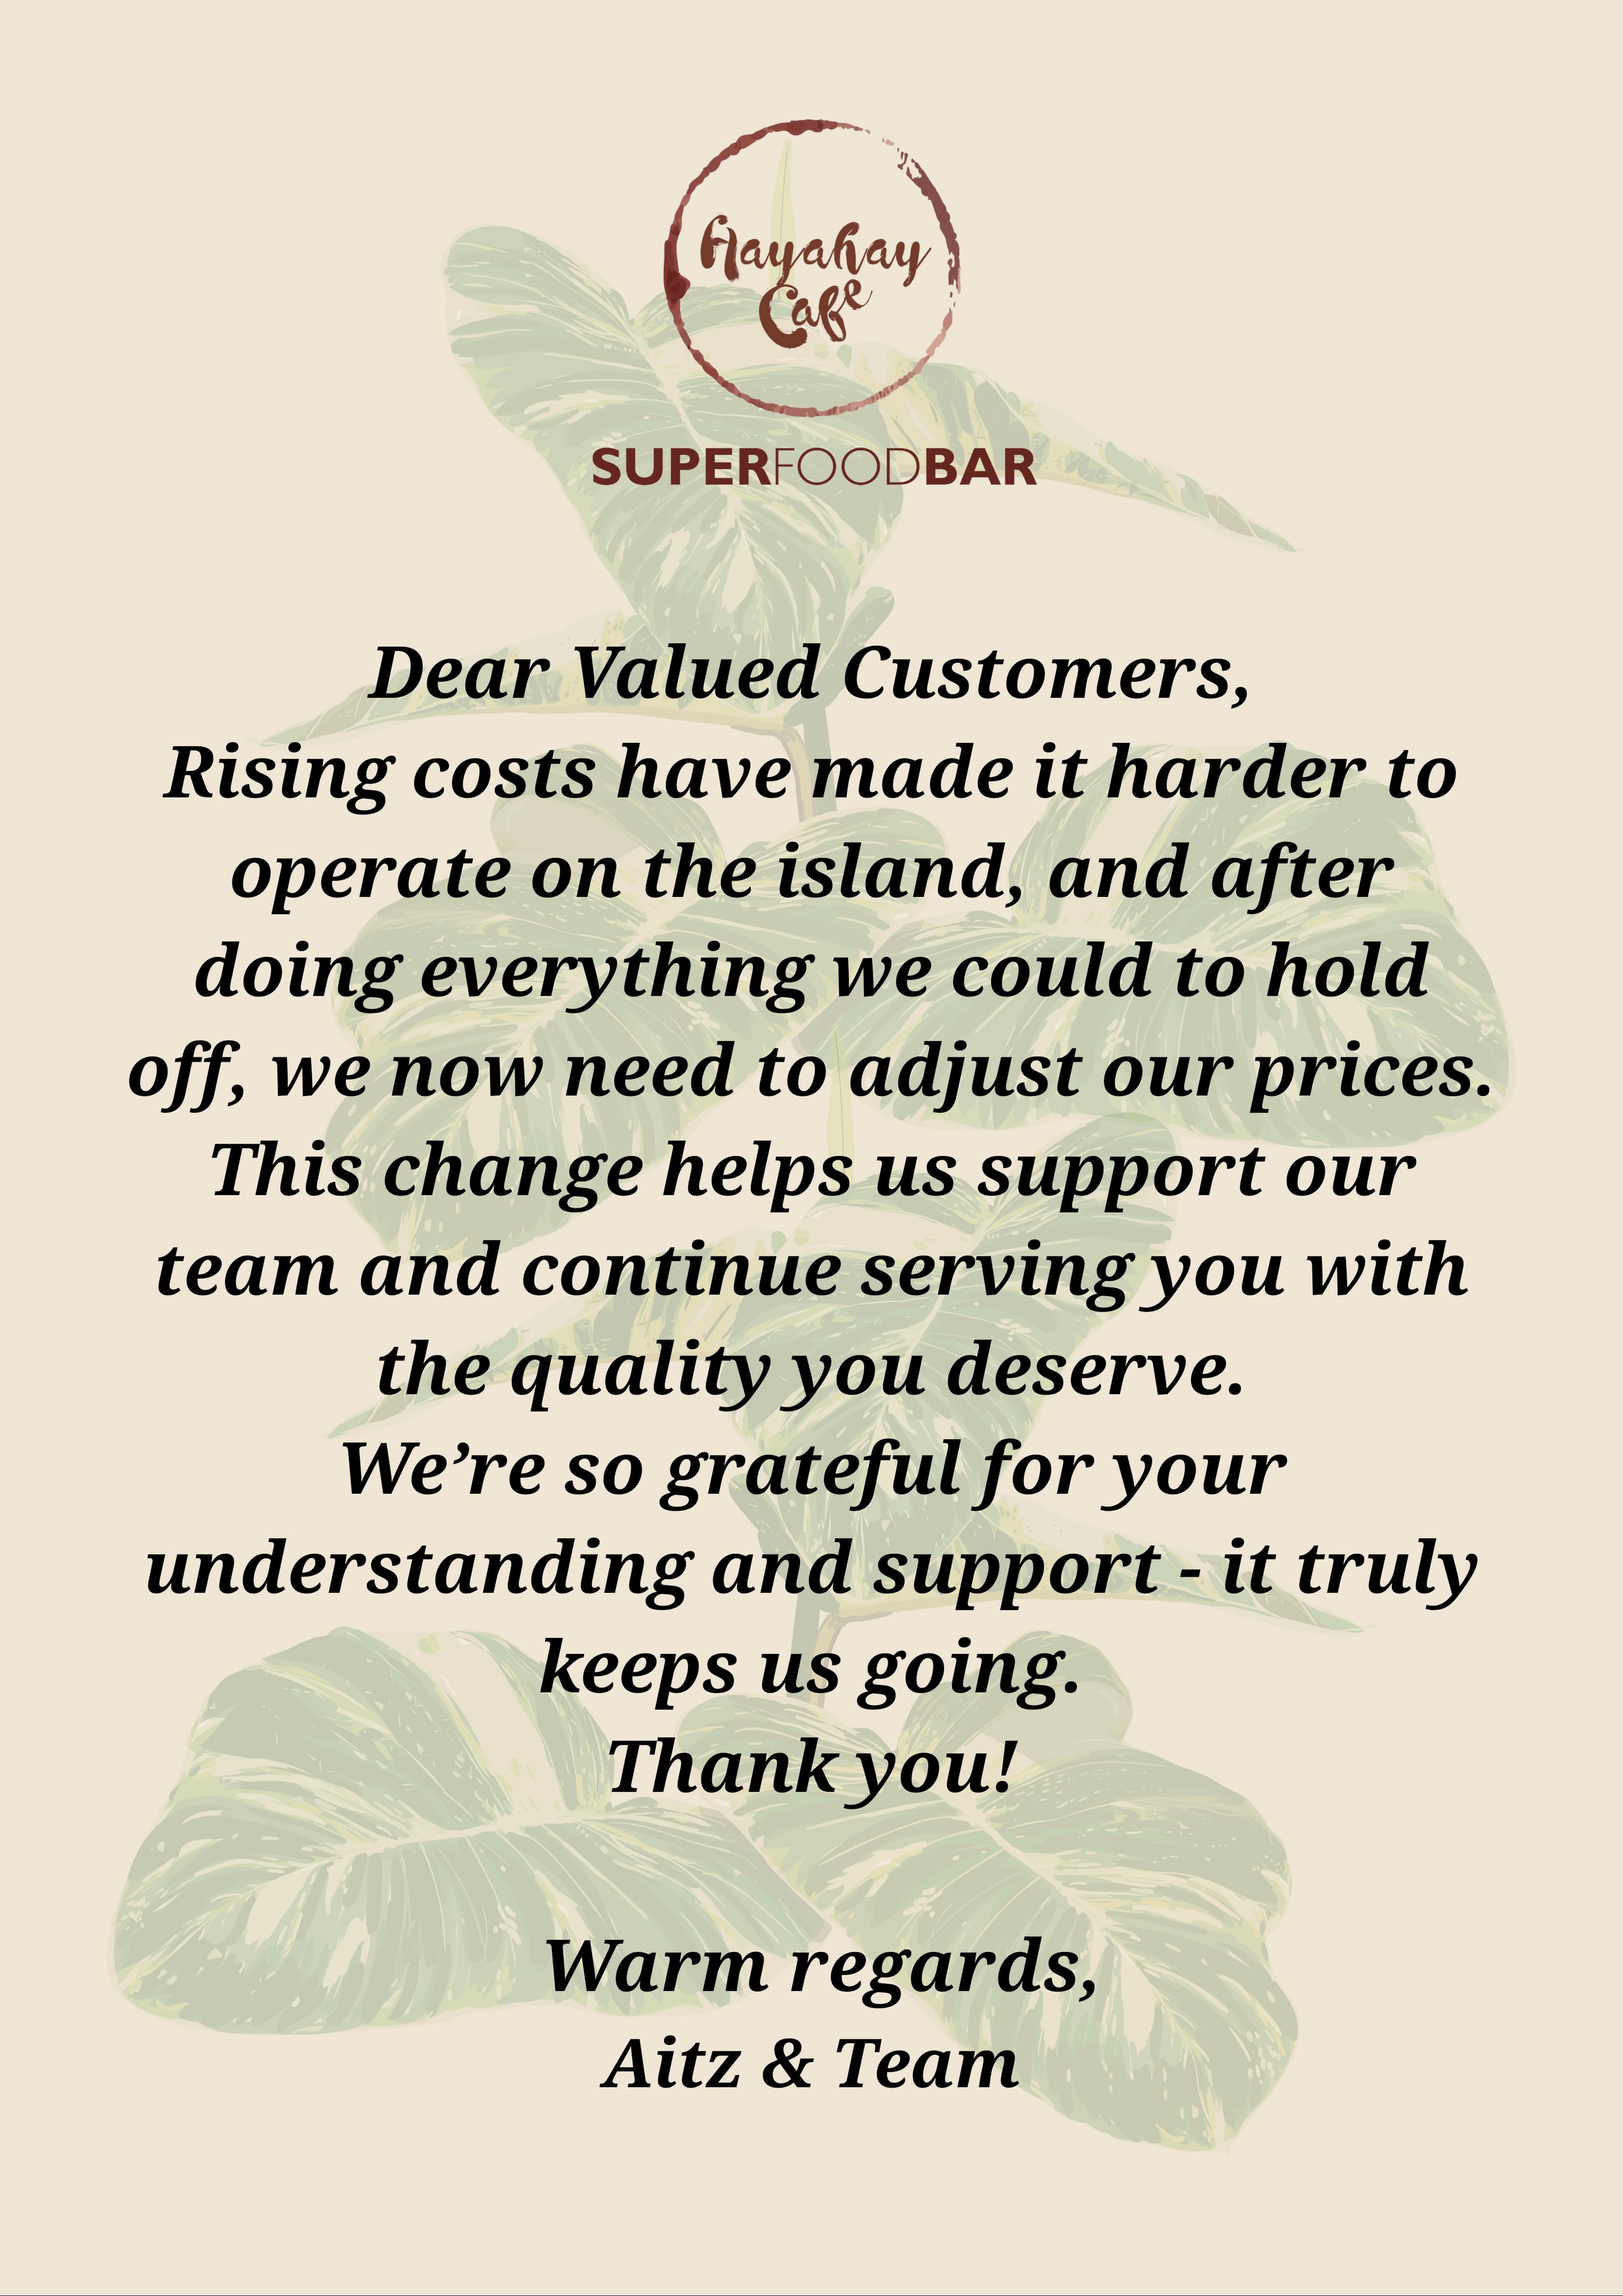 Hayahay
Cafe
SUPERFOODBAR
Dear Valued Customers,
Rising costs have made it harder to
operate on the island, and after
doing everything we could to hold
off, we now need to adjust our prices.
This change helps us support our
team and continue serving you with
the quality you deserve.
We’re so grateful for your
understanding and support - it truly
keeps us going.
Thank you!
Warm regards,
Aitz & Team